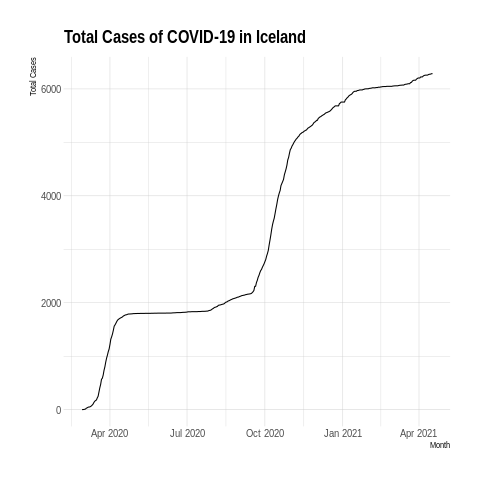 Total Cases of COVID-19 in Iceland
Total Cases
6000
4000
2000
0
Apr 2020 Jul 2020 Oct 2020 Jan 2021 Apr 2021
Month